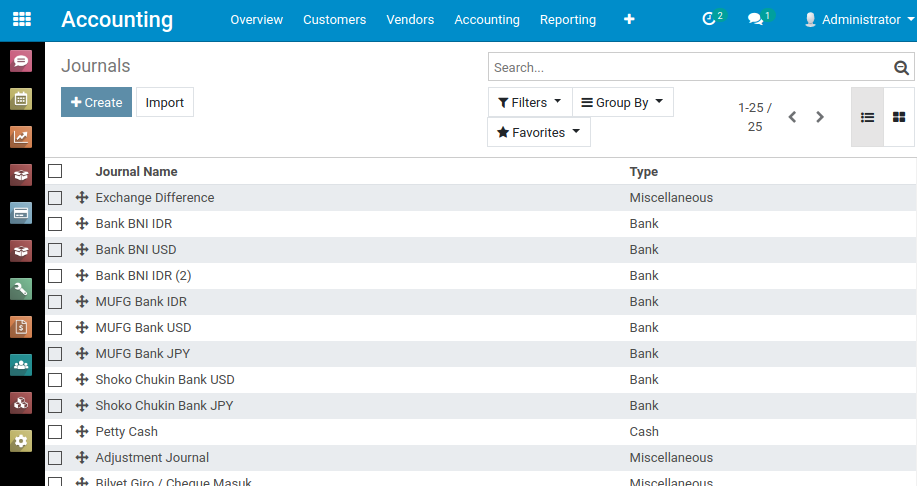 Accounting
Overview Customers Vendors Accounting Reporting
2 1 Administrator
Journals
Search...
Create Import
Filters Group By
Favorites
1-25 /
25
Journal Name Type
Exchange Difference Miscellaneous
Bank BNI IDR Bank
Bank BNI USD Bank
Bank BNI IDR (2) Bank
MUFG Bank IDR Bank
MUFG Bank USD Bank
MUFG Bank JPY Bank
Shoko Chukin Bank USD Bank
Shoko Chukin Bank JPY Bank
Petty Cash Cash
Adjustment Journal Miscellaneous
Bilyet Giro / Cheque Masuk Miscellaneous